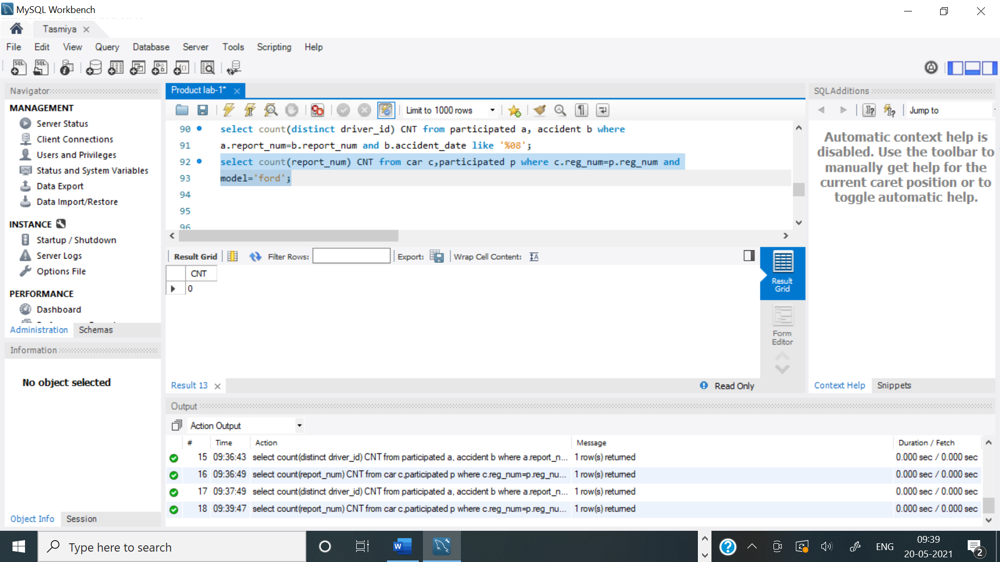 MySQL Workbench
Tasmiya
File Edit View Query Database Server Tools Scripting Help
Navigator
MANAGEMENT
Server Status
Client Connections
Users and Privileges
Status and System Variables
Data Export
Data Import/Restore
INSTANCE
Startup / Shutdown
Server Logs
Options File
PERFORMANCE
Dashboard
Administration Schemas
Information
No object selected
Object Info Session
Product lab-1*
Limit to 1000 rows
90 select count(distinct driver_id) CNT from participated a, accident b where
91 a.report_num=b.report_num and b.accident_date like '%08';
92 select count(report_num) CNT from car c,participated p where c.reg_num=p.reg_num and
93 model='ford';
94
95
96
Result Grid Filter Rows: Export: Wrap Cell Content:
CNT
0
Result Grid
Form Editor
Result 13 Read Only
SQLAdditions
Jump to
Automatic context help is
disabled. Use the toolbar to
manually get help for the
current caret position or to
toggle automatic help.
Context Help Snippets
Output
Action Output
# Time Action Message Duration / Fetch
15 09:36:43 select count(distinct driver_id) CNT from participated a, accident b where a.report_n... 1 row(s) returned 0.000 sec / 0.000 sec
16 09:36:49 select count(report_num) CNT from car c,participated p where c.reg_num=p.reg_nu... 1 row(s) returned 0.000 sec / 0.000 sec
17 09:37:49 select count(distinct driver_id) CNT from participated a, accident b where a.report_n... 1 row(s) returned 0.000 sec / 0.000 sec
18 09:39:47 select count(report_num) CNT from car c,participated p where c.reg_num=p.reg_nu... 1 row(s) returned 0.000 sec / 0.000 sec
Type here to search
ENG
09:39
20-05-2021
2